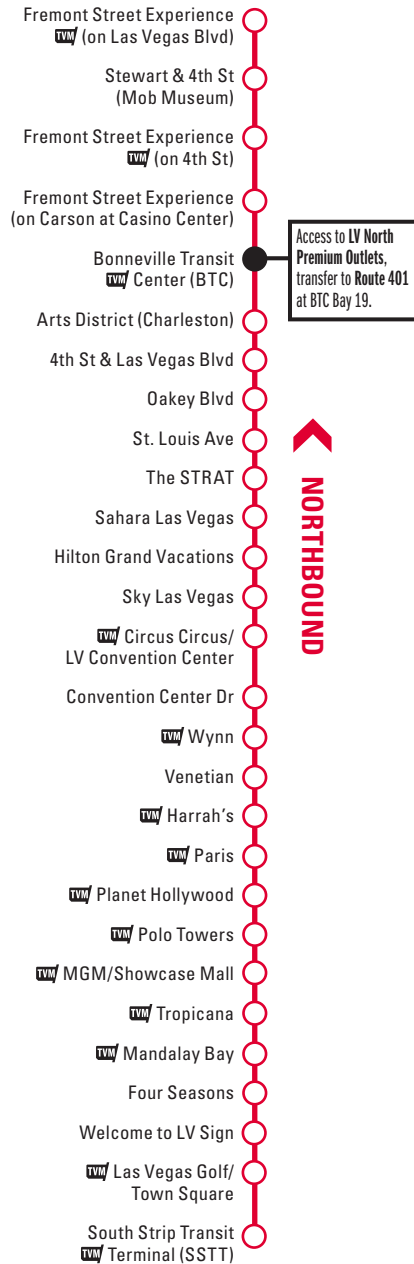 Fremont Street Experience
TVM (on Las Vegas Blvd)
Stewart & 4th St
(Mob Museum)
Fremont Street Experience
TVM (on 4th St)
Fremont Street Experience
(on Carson at Casino Center)
Bonneville Transit
TVM Center (BTC)
Access to LV North
Premium Outlets,
transfer to Route 401
at BTC Bay 19.
Arts District (Charleston)
4th St & Las Vegas Blvd
Oakey Blvd
St. Louis Ave
The STRAT
Sahara Las Vegas
Hilton Grand Vacations
Sky Las Vegas
TVM Circus Circus/
LV Convention Center
Convention Center Dr
TVM Wynn
Venetian
TVM Harrah's
TVM Paris
TVM Planet Hollywood
TVM Polo Towers
TVM MGM/Showcase Mall
TVM Tropicana
TVM Mandalay Bay
Four Seasons
Welcome to LV Sign
TVM Las Vegas Golf/
Town Square
South Strip Transit
TVM Terminal (SSTT)
NORTHBOUND